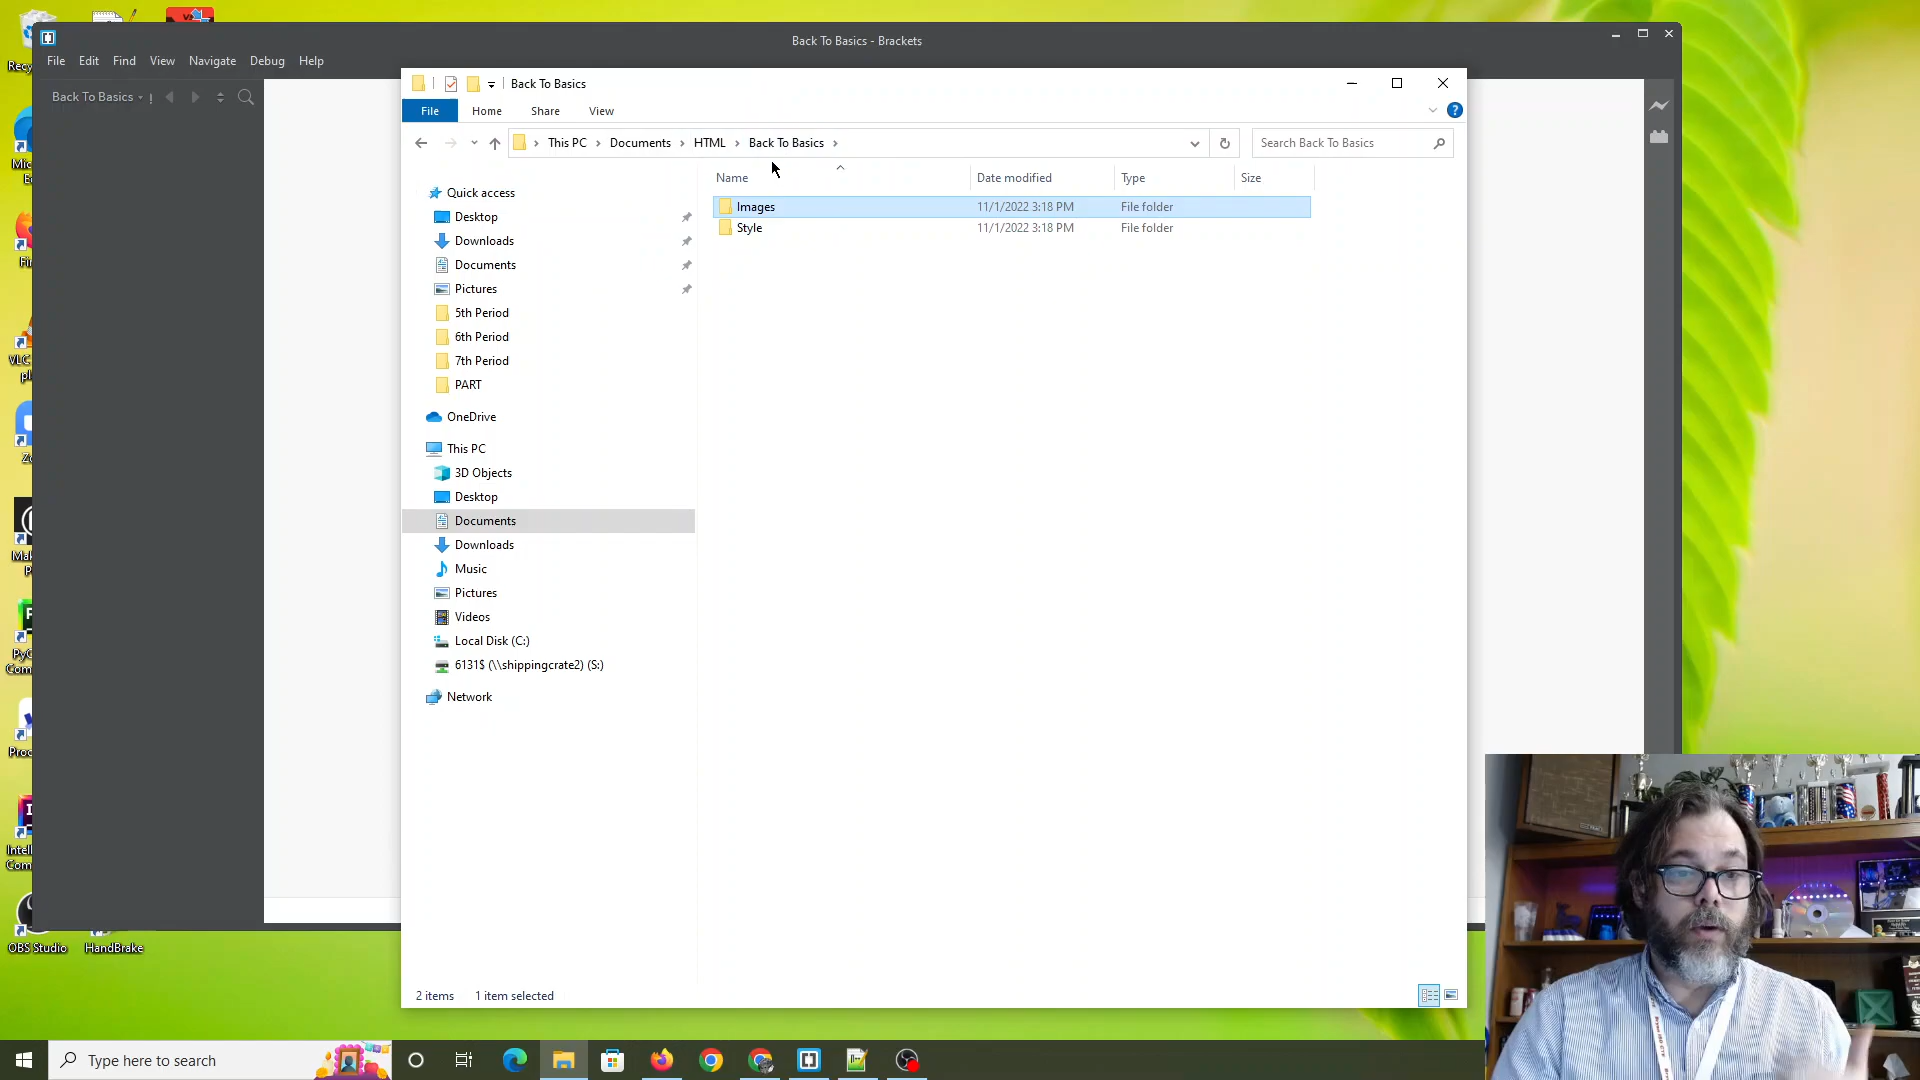 Back To Basics - Brackets
File Edit Find View Navigate Debug Help
Back To Basics
Back To Basics
File Home Share View
This PC Documents HTML Back To Basics
Search Back To Basics
Name Date modified Type Size
Images 11/1/2022 3:18 PM File folder
Style 11/1/2022 3:18 PM File folder
Quick access
Desktop
Downloads
Documents
Pictures
5th Period
6th Period
7th Period
PART
OneDrive
This PC
3D Objects
Desktop
Documents
Downloads
Music
Pictures
Videos
Local Disk (C:)
6131$ (\\shippingcrate2) (S:)
Network
2 items 1 item selected
OBS Studio HandBrake
Type here to search